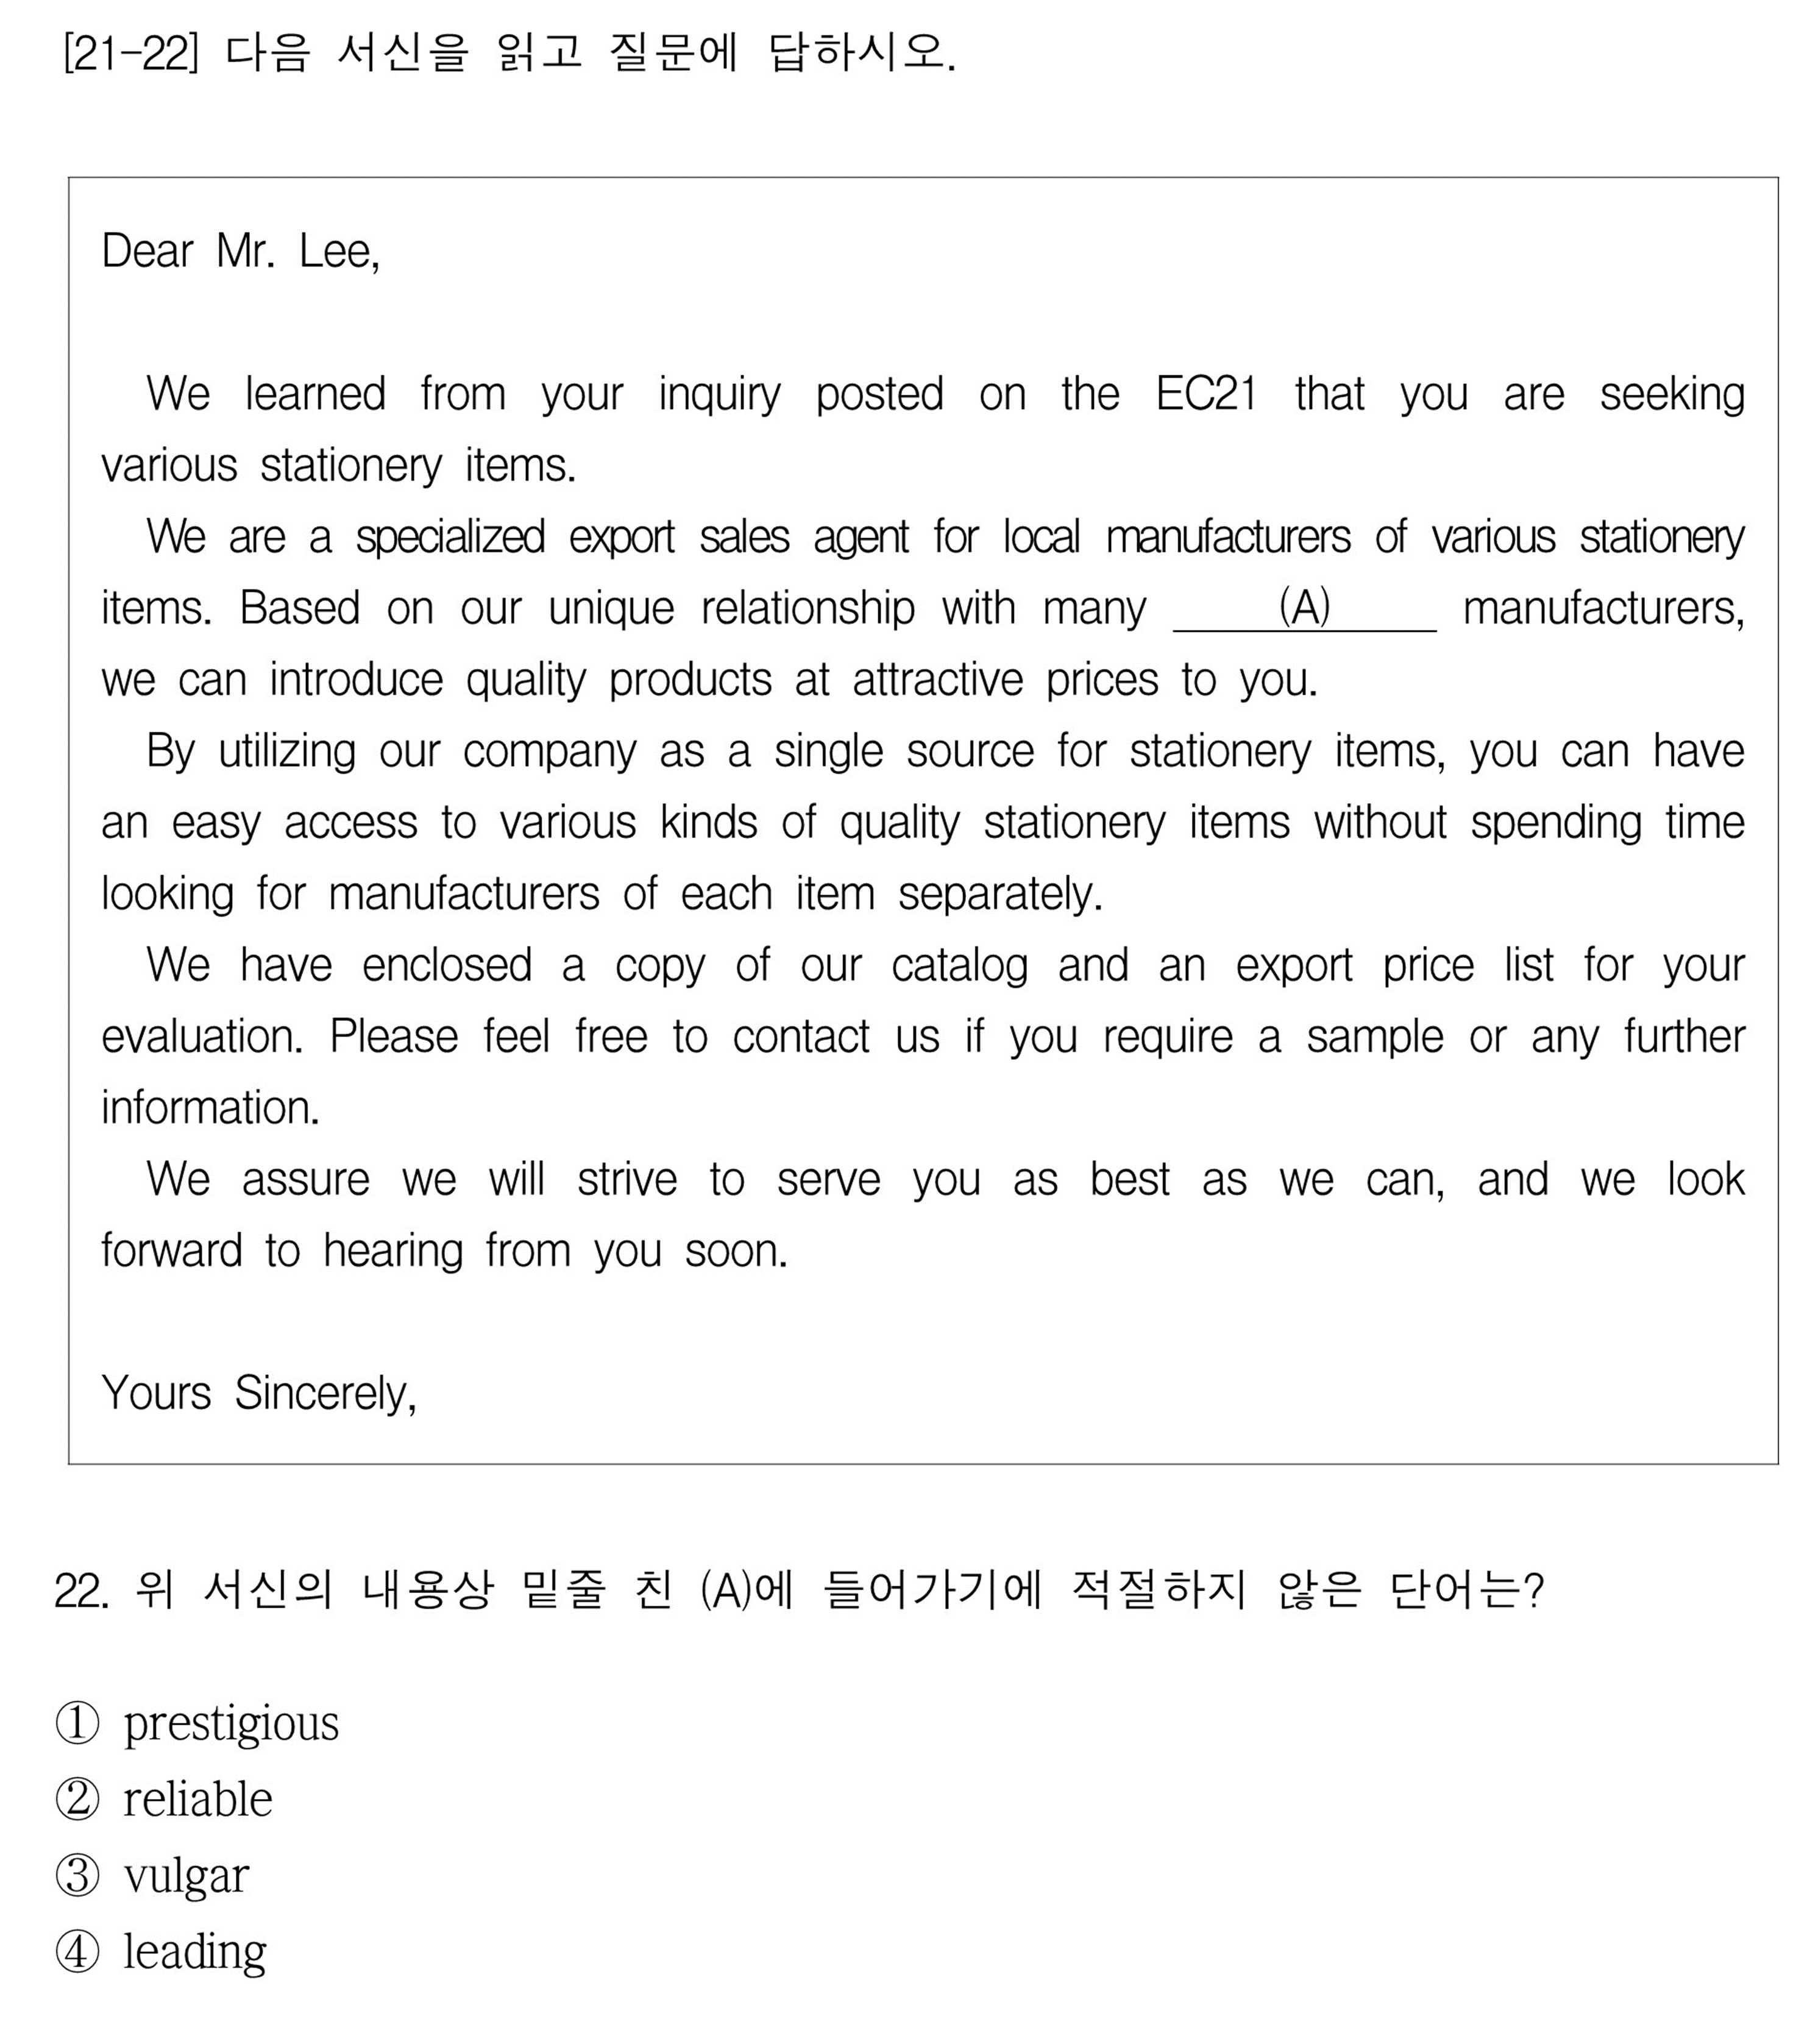 [21-22] 다음 서신을 읽고 질문에 답하시오.
Dear Mr. Lee,
We learned from your inquiry posted on the EC21 that you are seeking
various stationery items.
We are a specialized export sales agent for local manufacturers of various stationery
items. Based on our unique relationship with many (A) manufacturers,
we can introduce quality products at attractive prices to you.
By utilizing our company as a single source for stationery items, you can have
an easy access to various kinds of quality stationery items without spending time
looking for manufacturers of each item separately.
We have enclosed a copy of our catalog and an export price list for your
evaluation. Please feel free to contact us if you require a sample or any further
information.
We assure we will strive to serve you as best as we can, and we look
forward to hearing from you soon.
Yours Sincerely,
22. 위 서신의 내용상 밑줄 친 (A)에 들어가기에 적절하지 않은 단어는?
① prestigious
② reliable
③ vulgar
④ leading